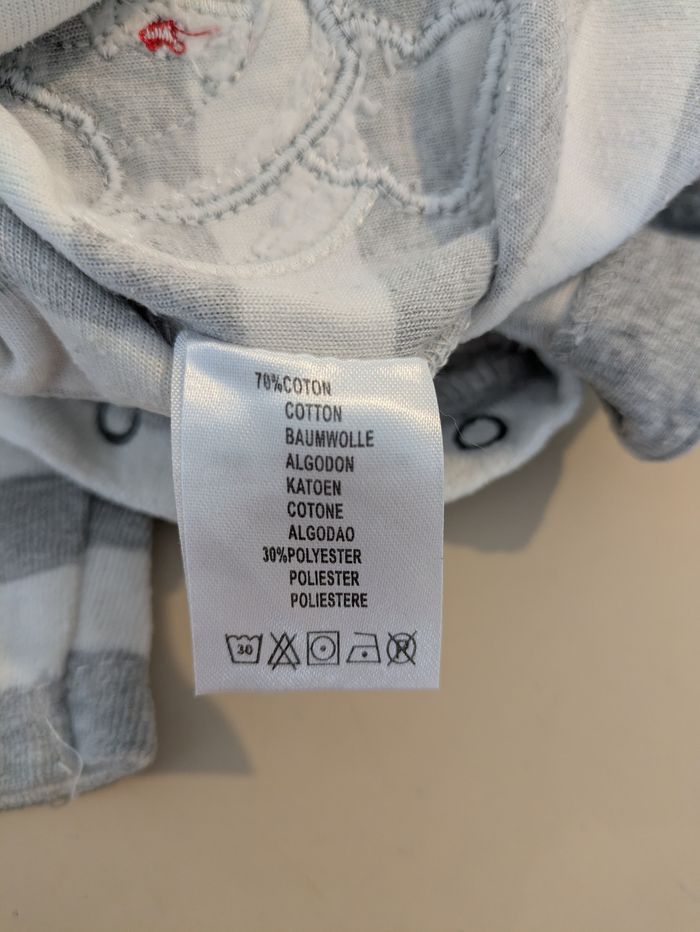 70%COTON
COTTON
BAUMWOLLE
ALGODON
KATOEN
COTONE
ALGODAO
30%POLYESTER
POLIESTER
POLIESTERE
30 P